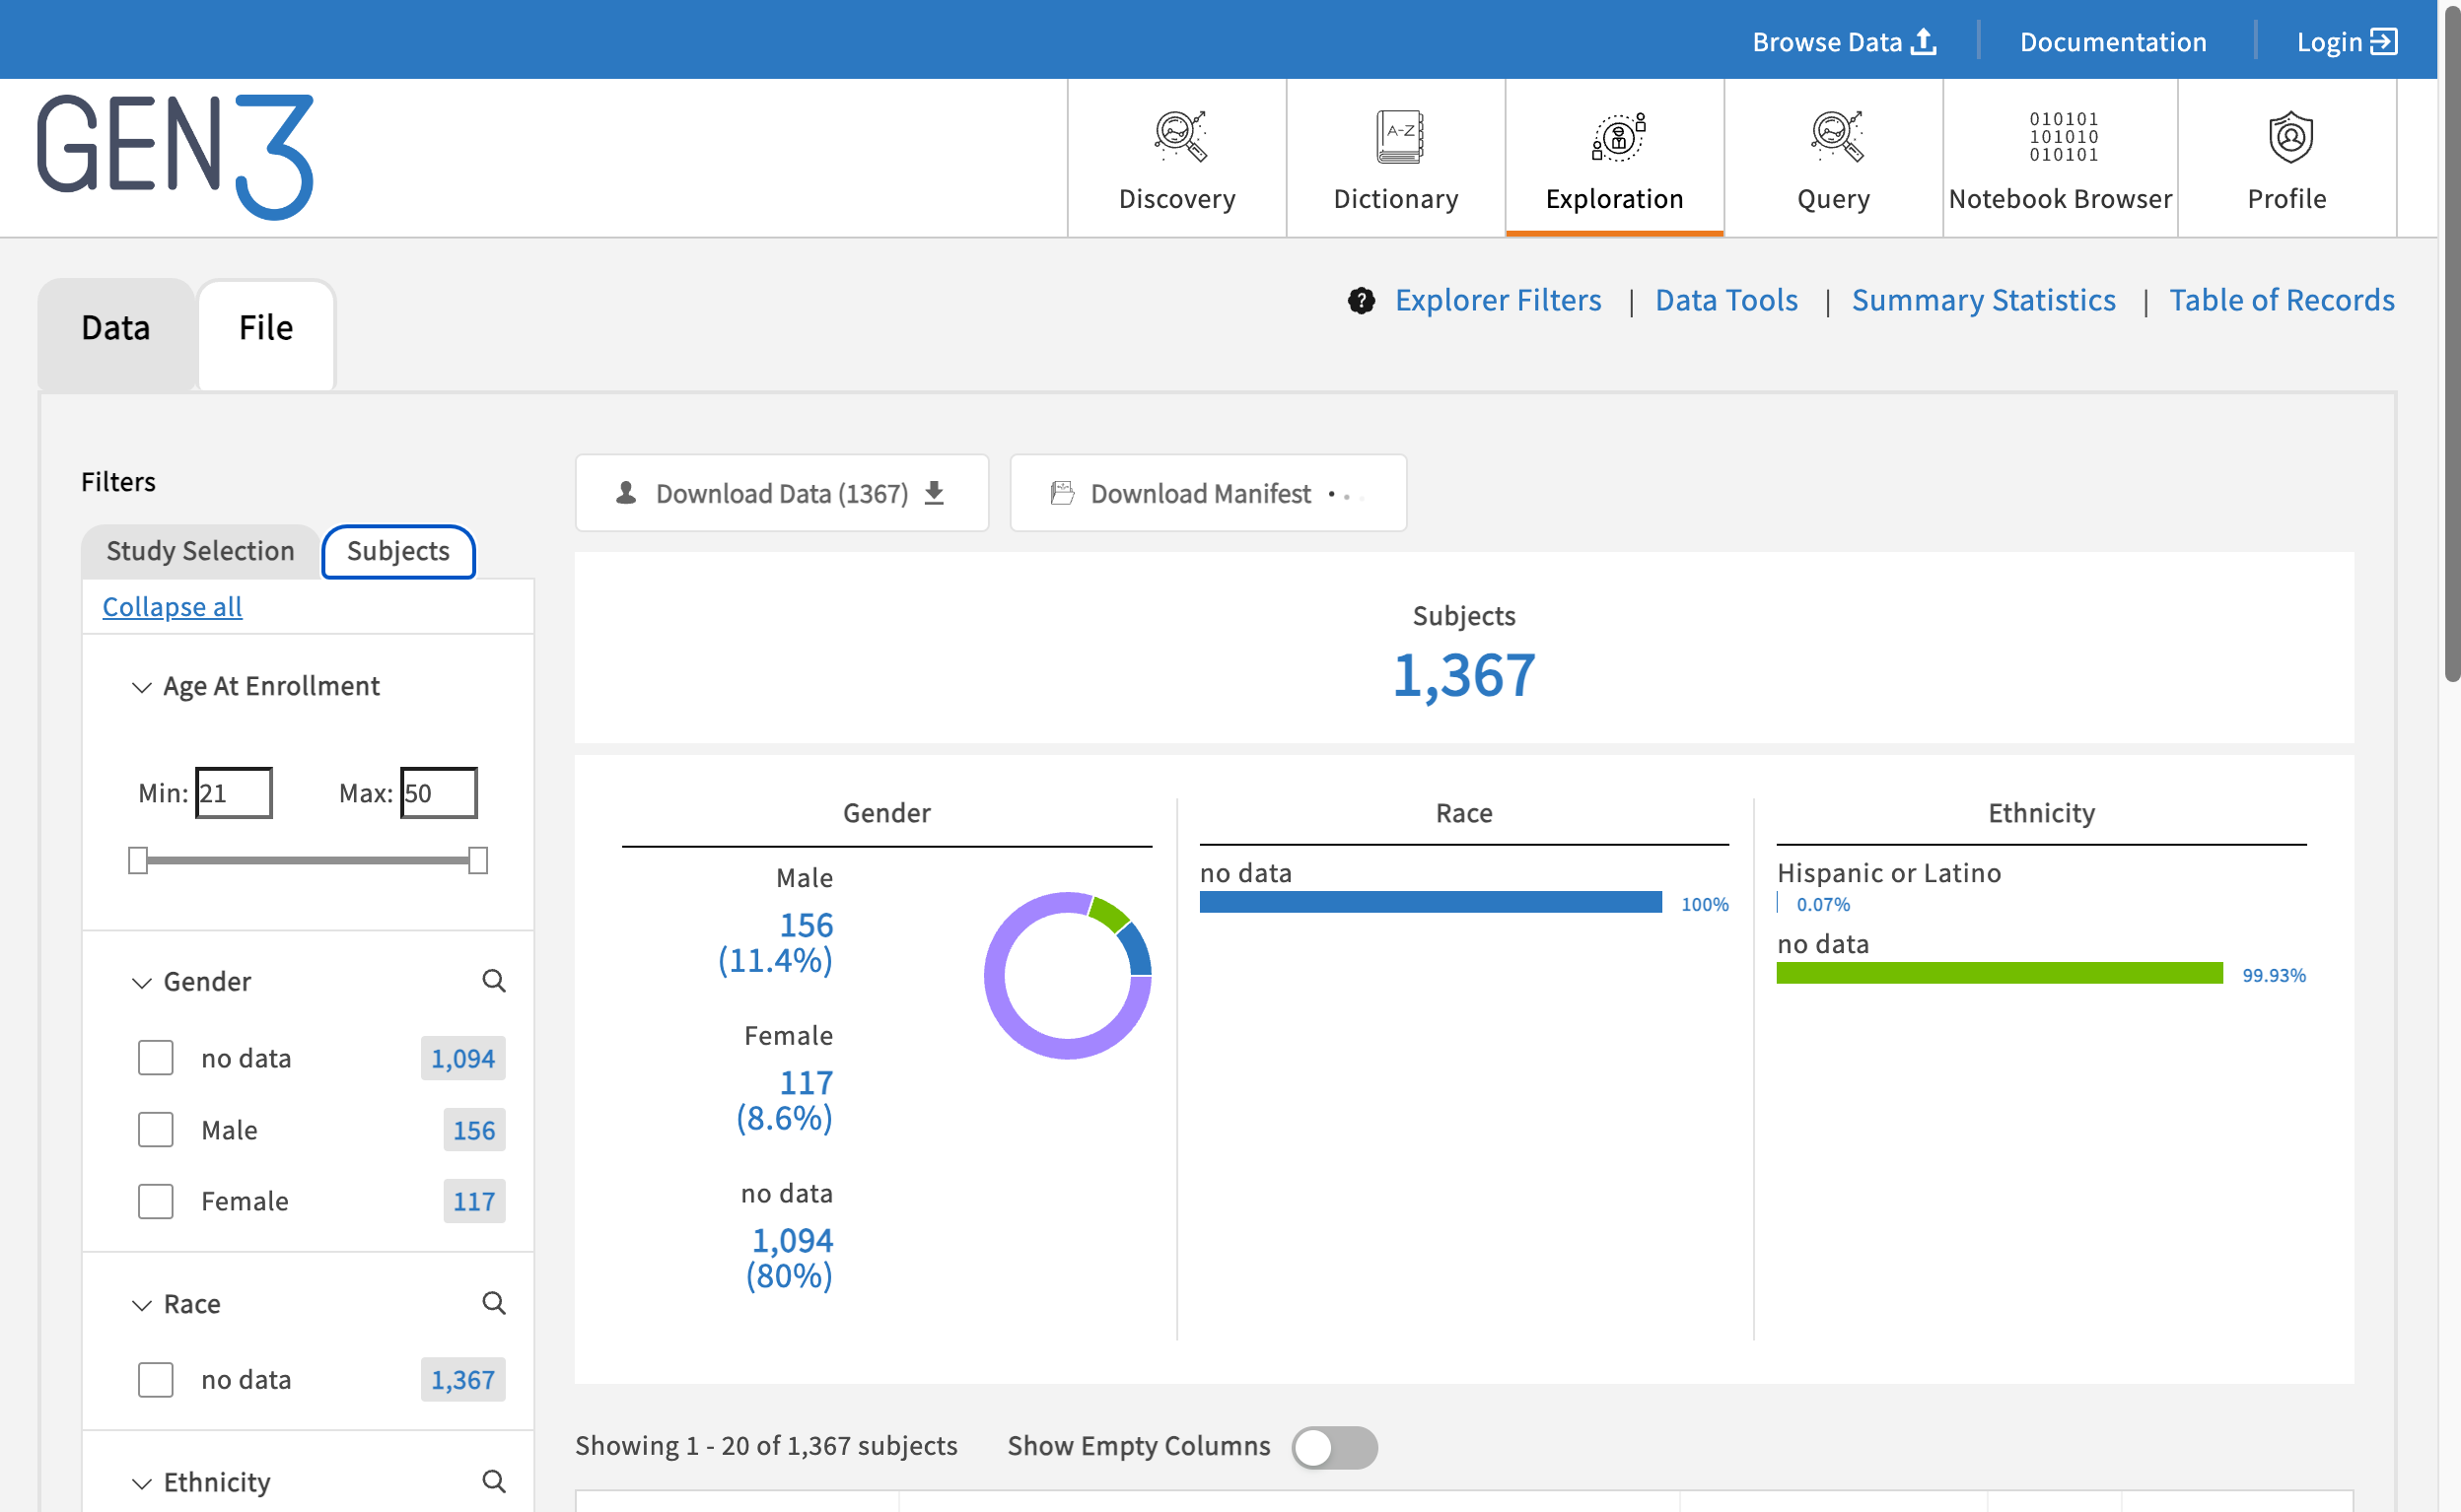 Browse Data
Documentation
Login
GEN3
Discovery
A-Z
Dictionary
Exploration
Query
010101
101010
010101
Notebook Browser
Profile
Data
File
? Explorer Filters | Data Tools | Summary Statistics | Table of Records
Filters
Study Selection
Subjects
Collapse all
Age At Enrollment
Min: 21
Max: 50
Gender
no data 1,094
Male 156
Female 117
Race
no data 1,367
Ethnicity
Download Data (1367)
Download Manifest
Subjects
1,367
Gender
Male
156
(11.4%)
Female
117
(8.6%)
no data
1,094
(80%)
Race
no data
100%
Ethnicity
Hispanic or Latino
0.07%
no data
99.93%
Showing 1 - 20 of 1,367 subjects
Show Empty Columns